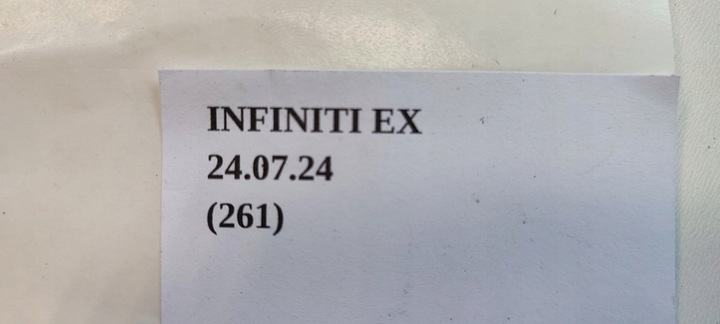 INFINITI EX
24.07.24
(261)